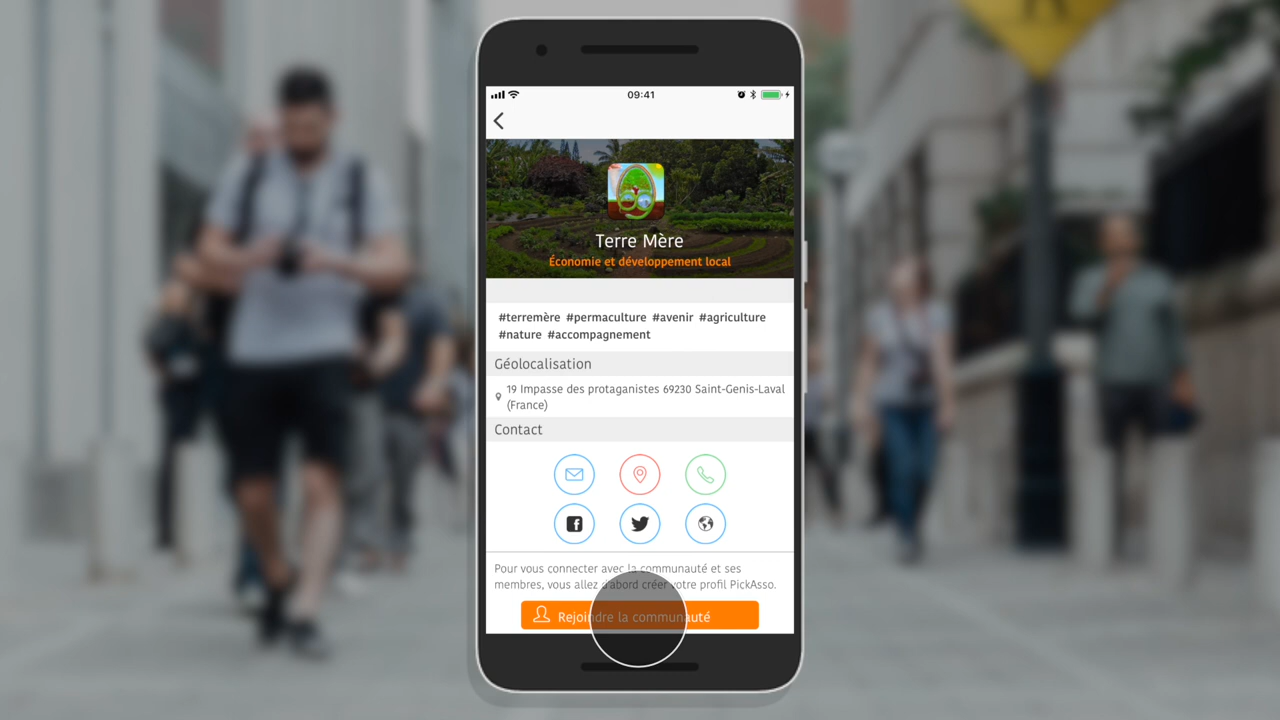 09:41
Terre Mère
Économie et développement local
#terremère #permaculture #avenir #agriculture
#nature #accompagnement
Géolocalisation
19 Impasse des protaganistes 69230 Saint-Genis-Laval
(France)
Contact
Pour vous connecter avec la communauté et ses
membres, vous allez d'abord créer votre profil PickAsso.
Rejoindre la communauté